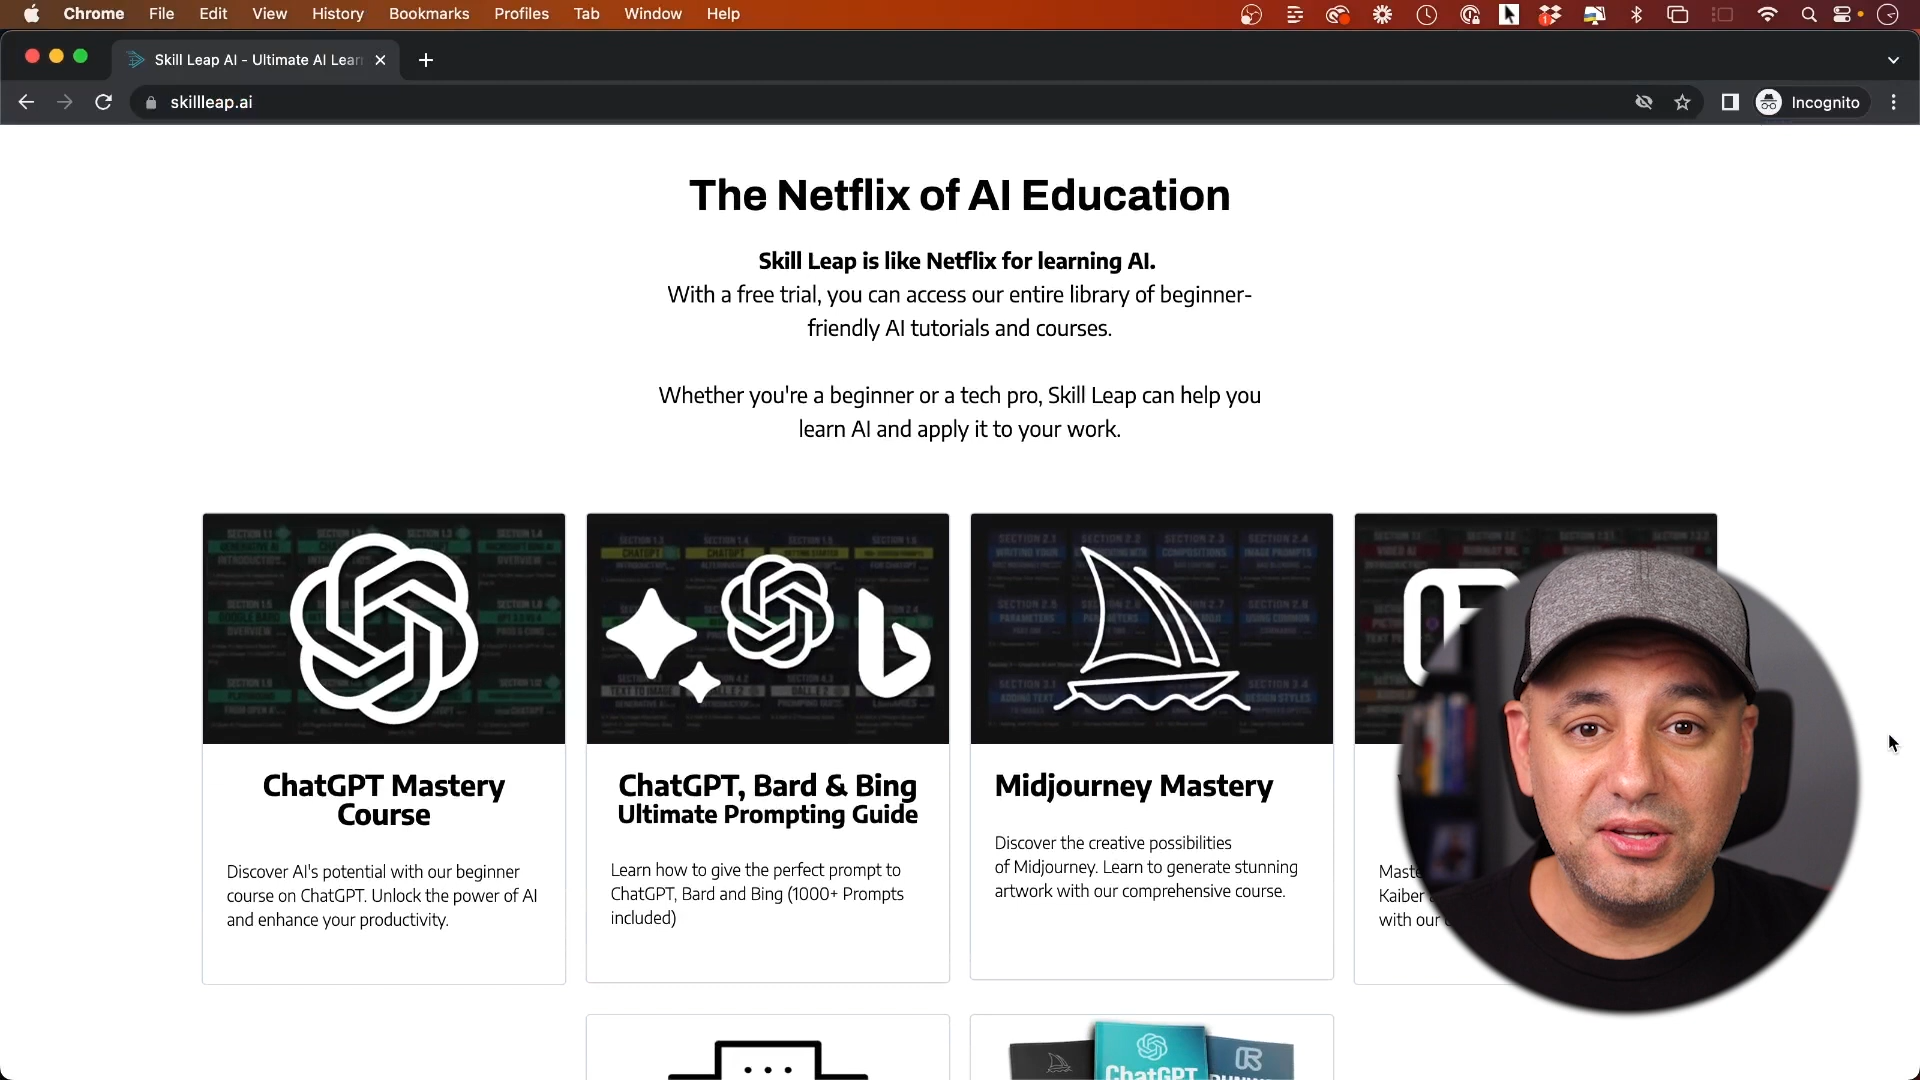 Chrome File Edit View History Bookmarks Profiles Tab Window Help
Skill Leap AI - Ultimate AI Lear
skillleap.ai
Incognito
The Netflix of AI Education
Skill Leap is like Netflix for learning AI.
With a free trial, you can access our entire library of beginner-
friendly AI tutorials and courses.
Whether you're a beginner or a tech pro, Skill Leap can help you
learn AI and apply it to your work.
ChatGPT Mastery
Course
Discover AI's potential with our beginner
course on ChatGPT. Unlock the power of AI
and enhance your productivity.
ChatGPT, Bard & Bing
Ultimate Prompting Guide
Learn how to give the perfect prompt to
ChatGPT, Bard and Bing (1000+ Prompts
included)
Midjourney Mastery
Discover the creative possibilities
of Midjourney. Learn to generate stunning
artwork with our comprehensive course.
Kaiber
with our
ChatGPT